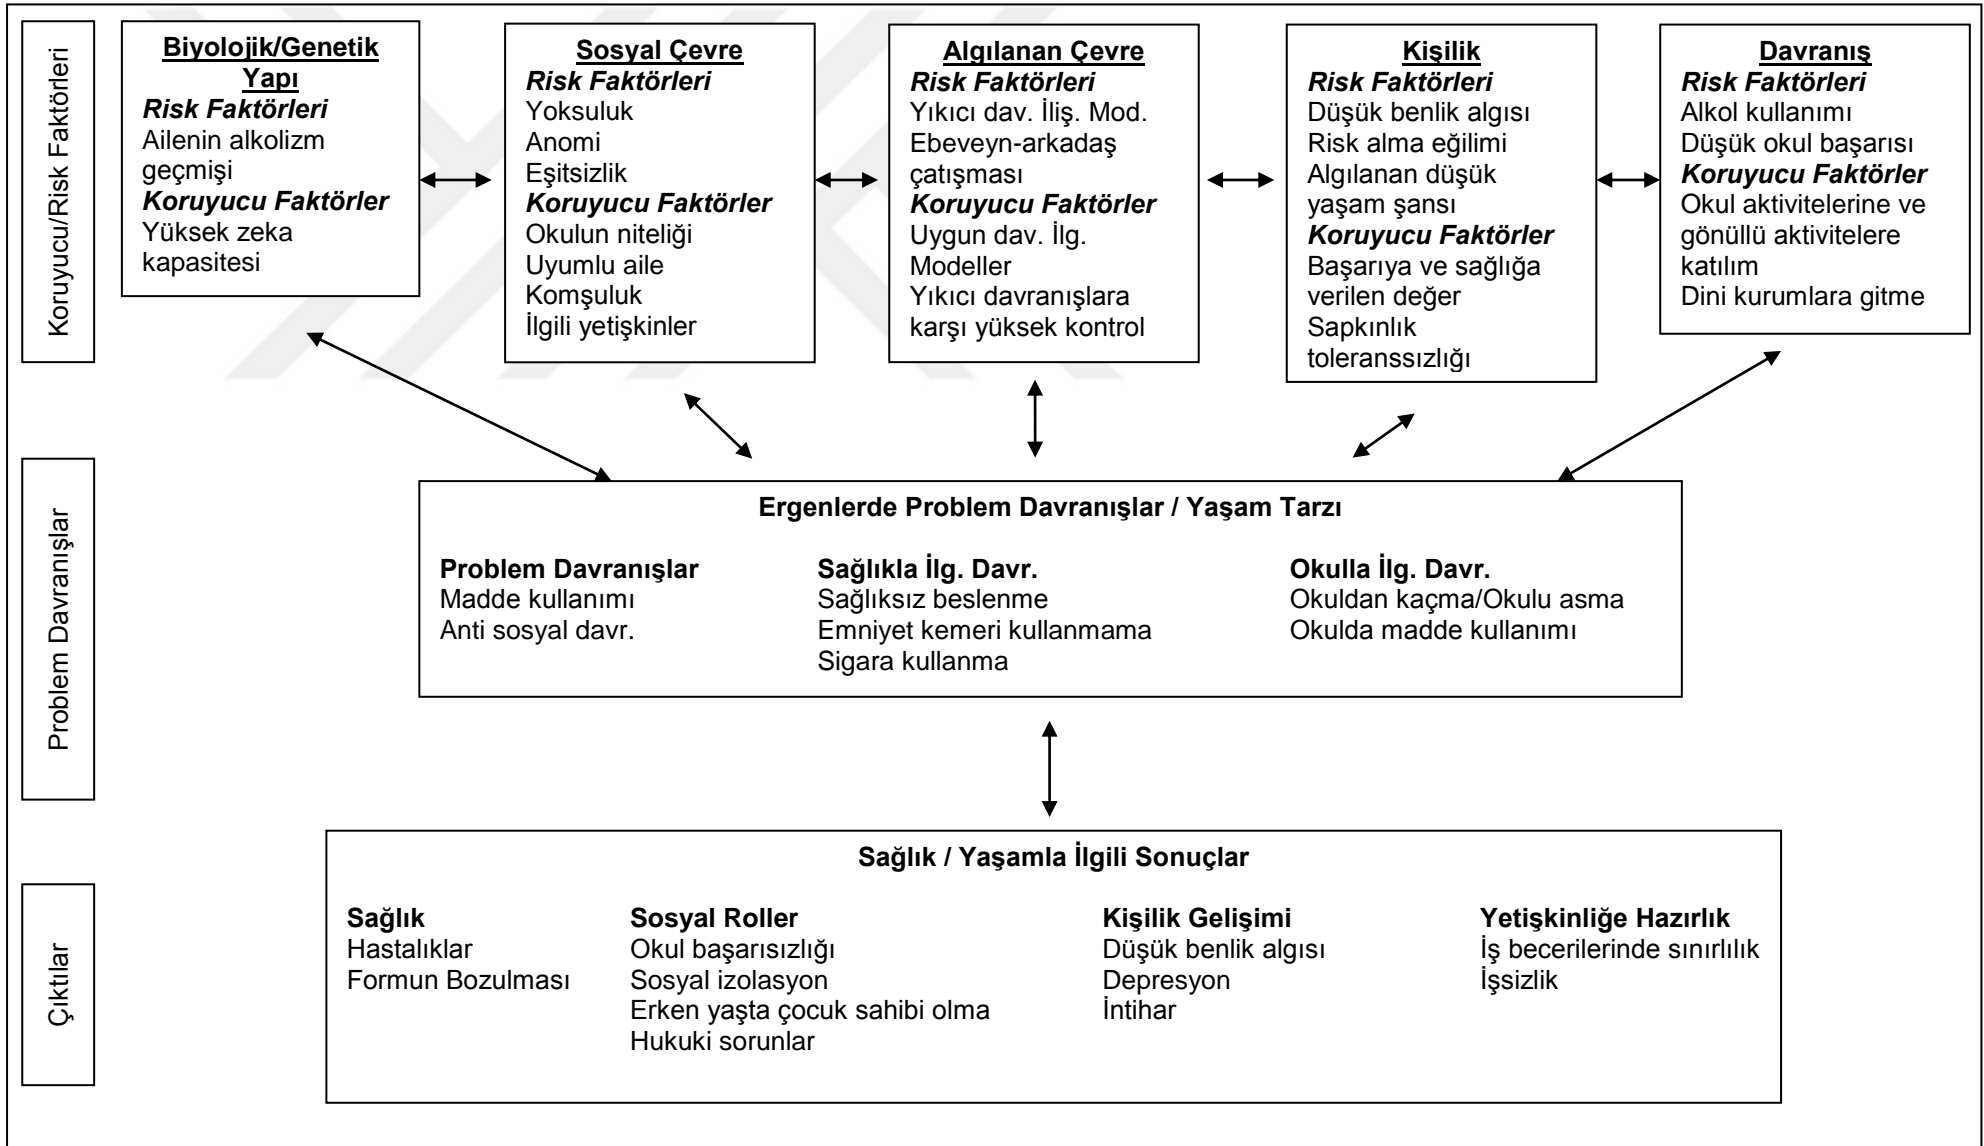 Koruyucu/Risk Faktörleri
Biyolojik/Genetik
Yapı
Risk Faktörleri
Ailenin alkolizm
geçmişi
Koruyucu Faktörler
Yüksek zeka
kapasitesi
Sosyal Çevre
Risk Faktörleri
Yoksuluk
Anomi
Eşitsizlik
Koruyucu Faktörler
Okulun niteliği
Uyumlu aile
Komşuluk
İlgili yetişkinler
Algılanan Çevre
Risk Faktörleri
Yıkıcı dav. İliş. Mod.
Ebeveyn-arkadaş
çatışması
Koruyucu Faktörler
Uygun dav. İlg.
Modeller
Yıkıcı davranışlara
karşı yüksek kontrol
Kişilik
Risk Faktörleri
Düşük benlik algısı
Risk alma eğilimi
Algılanan düşük
yaşam şansı
Koruyucu Faktörler
Başarıya ve sağlığa
verilen değer
Sapkınlık
toleranssızlığı
Davranış
Risk Faktörleri
Alkol kullanımı
Düşük okul başarısı
Koruyucu Faktörler
Okul aktivitelerine ve
gönüllü aktivitelere
katılım
Dini kurumlara gitme
Problem Davranışlar
Ergenlerde Problem Davranışlar / Yaşam Tarzı
Problem Davranışlar
Madde kullanımı
Anti sosyal davr.
Sağlıkla İlg. Davr.
Sağlıksız beslenme
Emniyet kemeri kullanmama
Sigara kullanma
Okulla İlg. Davr.
Okuldan kaçma/Okulu asma
Okulda madde kullanımı
Çıktılar
Sağlık / Yaşamla İlgili Sonuçlar
Sağlık
Hastalıklar
Formun Bozulması
Sosyal Roller
Okul başarısızlığı
Sosyal izolasyon
Erken yaşta çocuk sahibi olma
Hukuki sorunlar
Kişilik Gelişimi
Düşük benlik algısı
Depresyon
İntihar
Yetişkinliğe Hazırlık
İş becerilerinde sınırlılık
İşsizlik